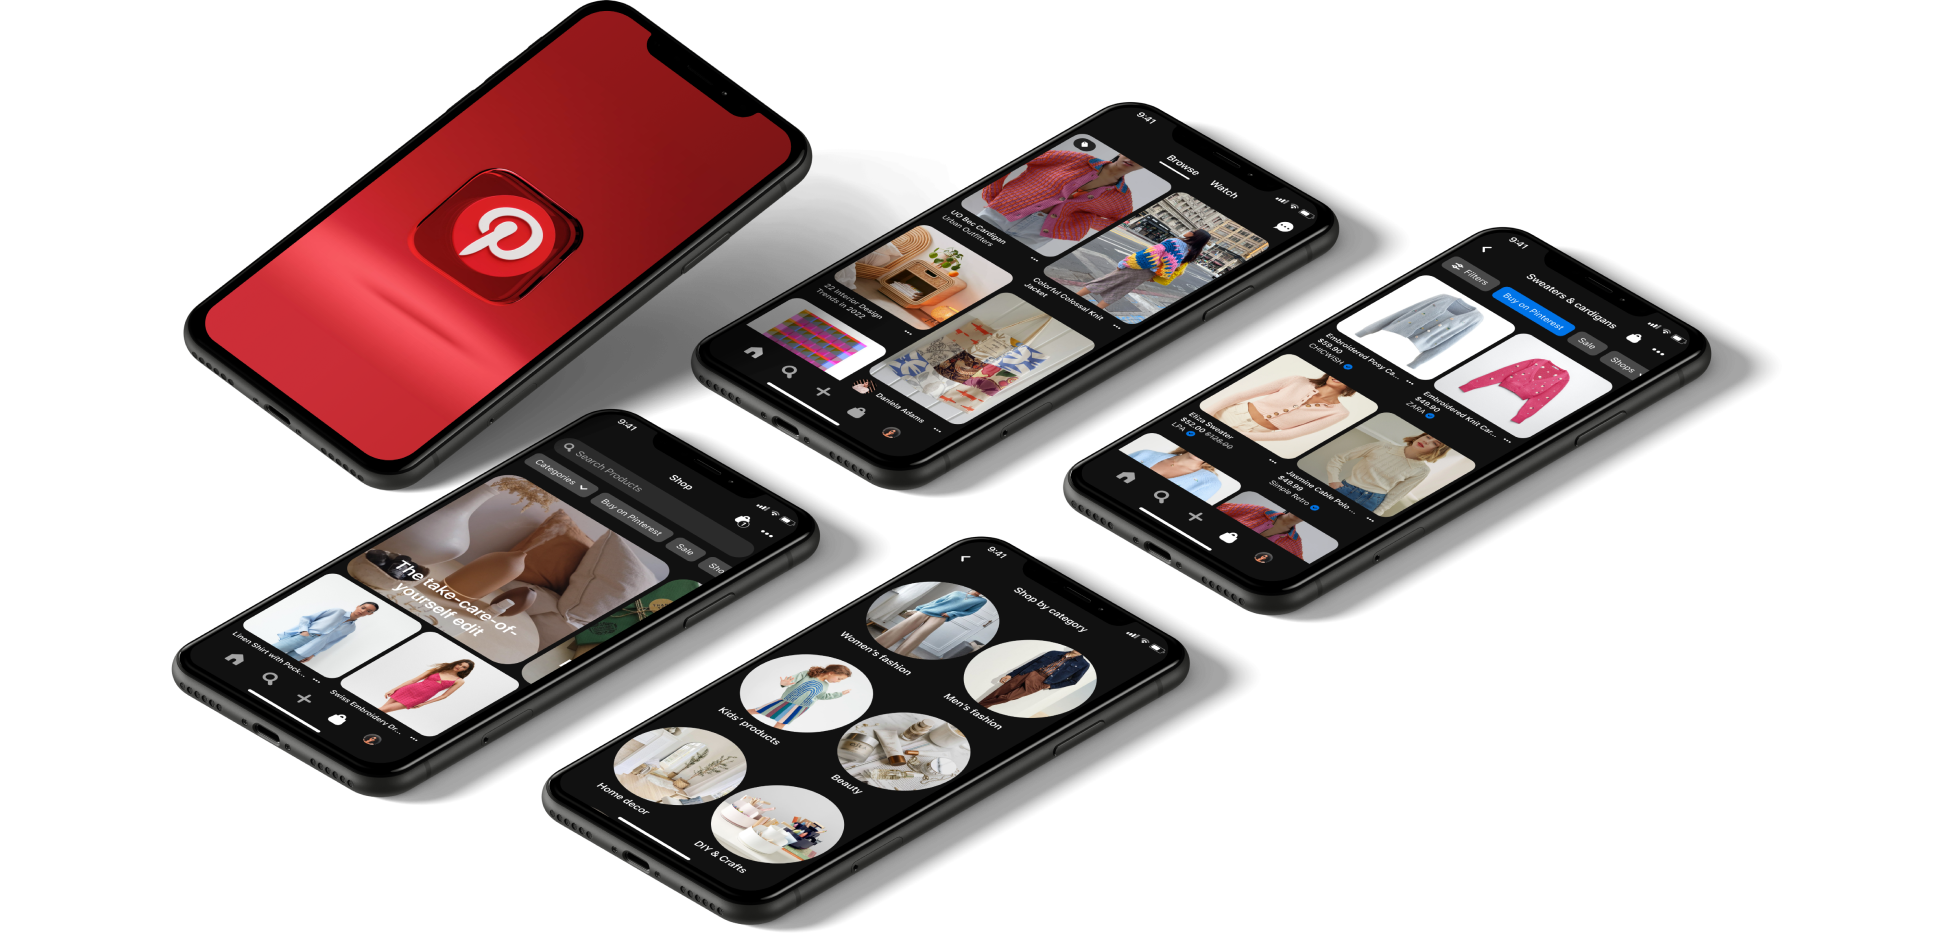 9:41
Browse
Watch
UO Bec Cardigan
Urban Outfitters
Colorful Colossal Knit
Jacket
22 Interior Design
Trends in 2022
Daniela Adams
9:41
Sweaters & cardigans
Filters
Buy on Pinterest
Sale
Shops
Embroidered Posy Ca...
$59.90
CHICWISH
Embroidered Knit Car...
$49.90
ZARA
Eliza Sweater
$52.00 $128.00
LPA
Jasmine Cable Polo ...
$49.99
Simple Retro
9:41
Shop
Search Products
1
Categories
Buy on Pinterest
Sale
Sho
The take-care-of-
yourself edit
Linen Shirt with Pock...
Swiss Embroidery Dr...
9:41
Shop by category
Women's fashion
Men's fashion
Kids' products
Beauty
Home decor
DIY & Crafts